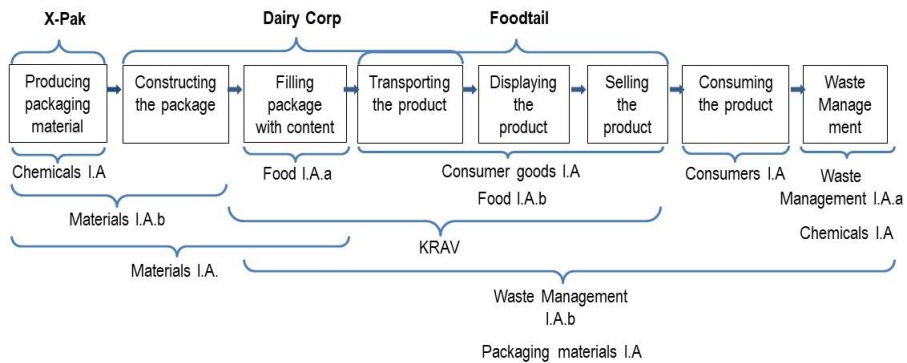 X-Pak
Dairy Corp
Foodtail
Producing
packaging
material
Constructing
the package
Filling
package
with content
Transporting
the product
Displaying
the
product
Selling
the
product
Consuming
the product
Waste
Manage
ment
Chemicals I.A
Food I.A.a
Consumer goods I.A
Food I.A.b
Consumers I.A
Waste
Management I.A.a
Chemicals I.A
Materials I.A.b
KRAV
Materials I.A.
Waste Management
I.A.b
Packaging materials I.A